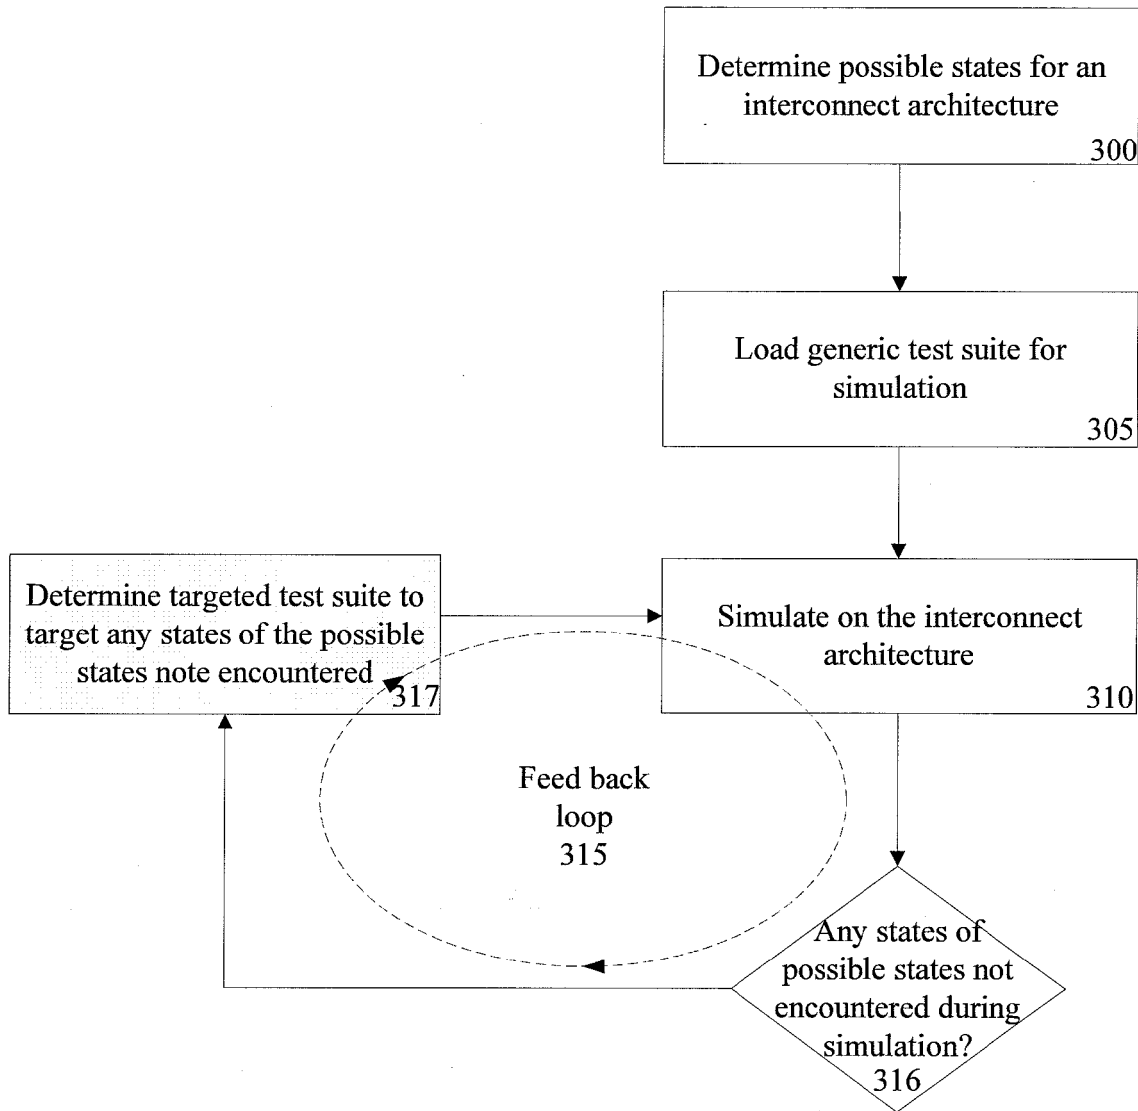 Determine possible states for an
interconnect architecture
300
Load generic test suite for
simulation
305
Determine targeted test suite to
target any states of the possible
states note encountered
317
Simulate on the interconnect
architecture
310
Feed back
loop
315
Any states of
possible states not
encountered during
simulation?
316